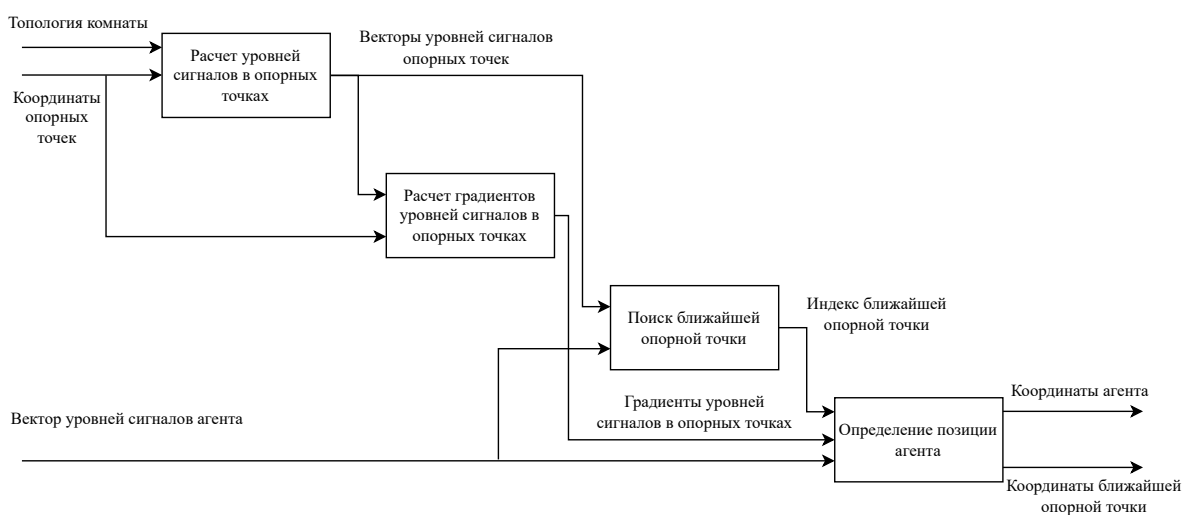 Топология комнаты
Расчет уровней
сигналов в опорных
точках
Векторы уровней сигналов
опорных точек
Координаты
опорных
точек
Расчет градиентов
уровней сигналов в
опорных точках
Поиск ближайшей
опорной точки
Индекс ближайшей
опорной точки
Вектор уровней сигналов агента
Градиенты уровней
сигналов в опорных точках
Определение позиции
агента
Координаты агента
Координаты ближайшей
опорной точки